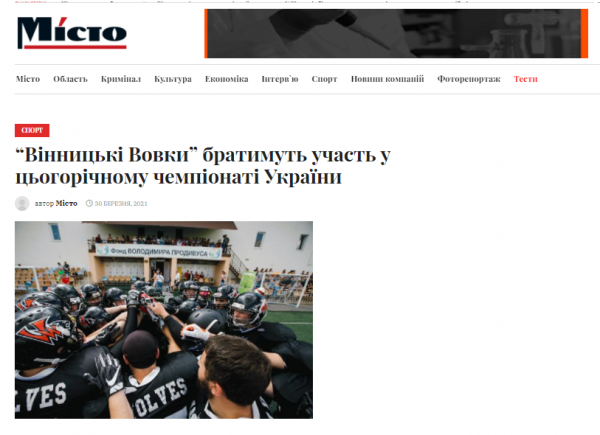 Місто
Місто Область Кримінал Культура Економіка Інтерв'ю Спорт Новини компаній Фоторепортаж Тести
СПОРТ
“Вінницькі Вовки” братимуть участь у
цьогорічному чемпіонаті України
автор Місто 30 БЕРЕЗНЯ, 2021
Фонд ВОЛОДИМИРА ПРОДИВУСА
LVES
OLVES
WOLVES